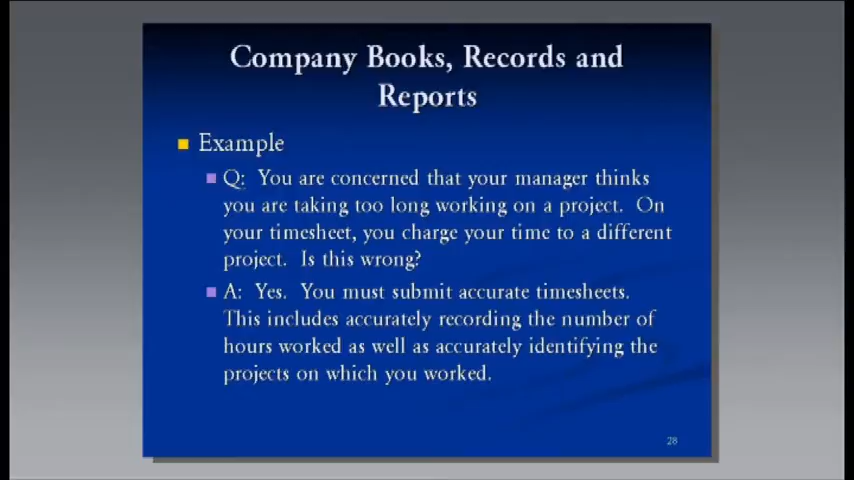 Company Books, Records and
Reports
Example
Q: You are concerned that your manager thinks
you are taking too long working on a project. On
your timesheet, you charge your time to a different
project. Is this wrong?
A: Yes. You must submit accurate timesheets.
This includes accurately recording the number of
hours worked as well as accurately identifying the
projects on which you worked.
28